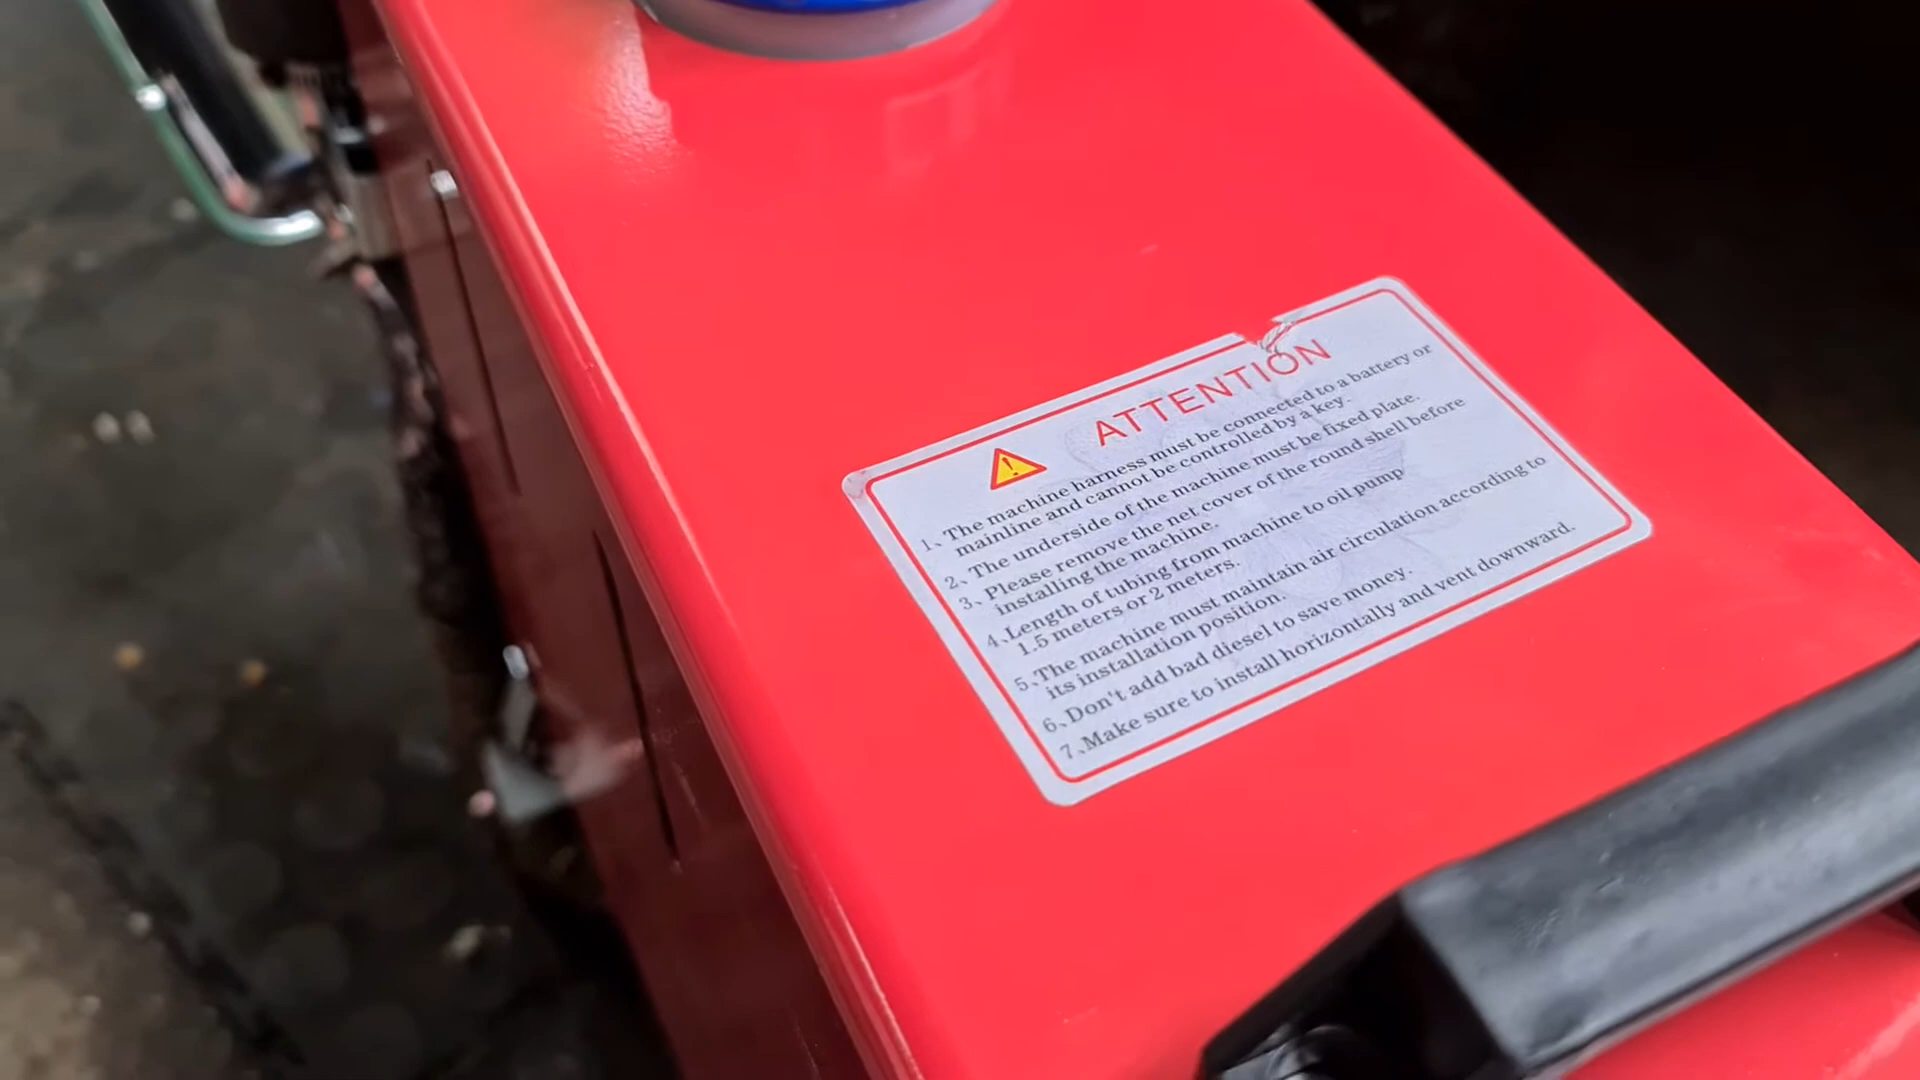 ATTENTION
1、The machine harness must be connected to a battery or
mainline and cannot be controlled by a key.
2、The underside of the machine must be fixed plate.
3、Please remove the net cover of the round shell before
installing the machine.
4、Length of tubing from machine to oil pump
1.5 meters or 2 meters.
5、The machine must maintain air circulation according to
its installation position.
6、Don't add bad diesel to save money.
7、Make sure to install horizontally and vent downward.